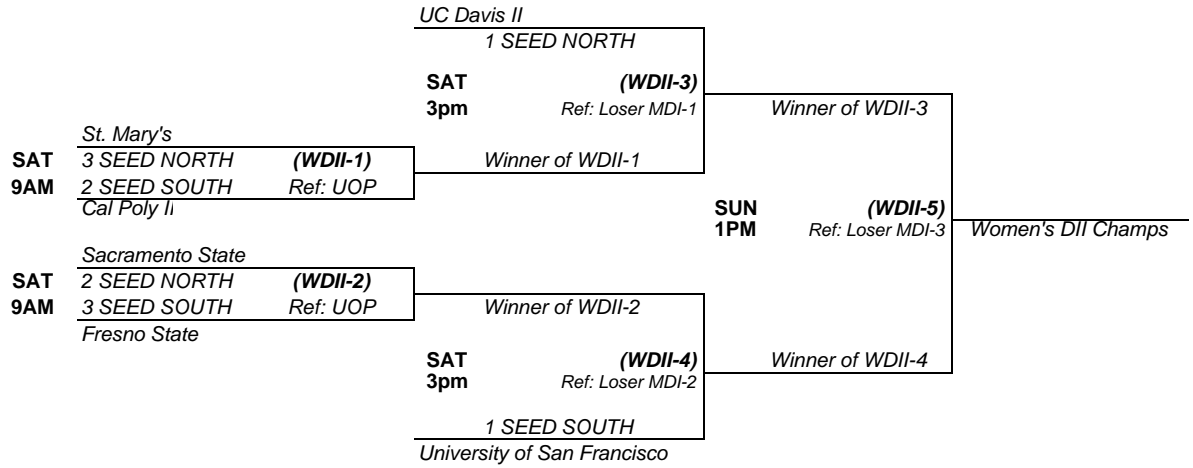 UC Davis II
1 SEED NORTH
SAT (WDII-3)
3pm Ref: Loser MDI-1 Winner of WDII-3
St. Mary's
SAT 3 SEED NORTH (WDII-1) Winner of WDII-1
9AM 2 SEED SOUTH Ref: UOP
Cal Poly II
SUN (WDII-5)
1PM Ref: Loser MDI-3 Women's DII Champs
Sacramento State
SAT 2 SEED NORTH (WDII-2)
9AM 3 SEED SOUTH Ref: UOP Winner of WDII-2
Fresno State
SAT (WDII-4) Winner of WDII-4
3pm Ref: Loser MDI-2
1 SEED SOUTH
University of San Francisco